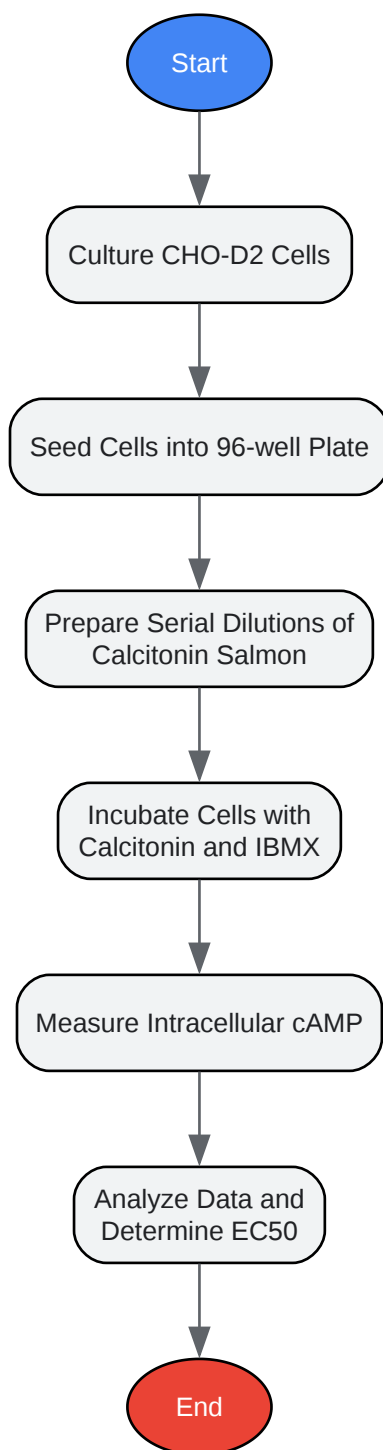 Start
Culture CHO-D2 Cells
Seed Cells into 96-well Plate
Prepare Serial Dilutions of
Calcitonin Salmon
Incubate Cells with
Calcitonin and IBMX
Measure Intracellular cAMP
Analyze Data and
Determine EC50
End